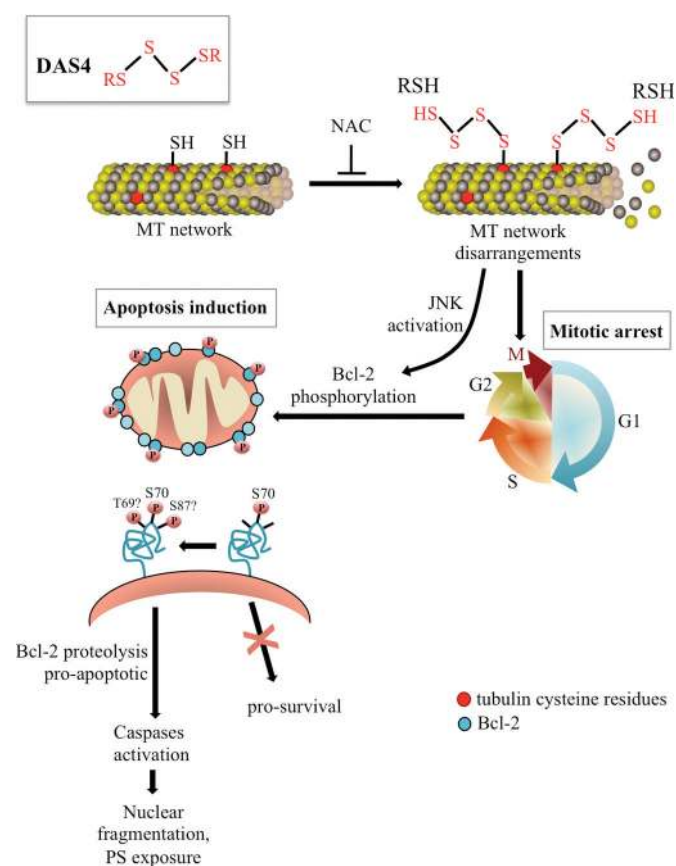 DAS4
RS
S
S
SR
SH
SH
NAC
RSH
RSH
HS
S
S
S
S
S
S
SH
MT network
MT network
disarrangements
JNK
activation
Apoptosis induction
Mitotic arrest
P
P
P
P
P
P
P
Bcl-2
phosphorylation
M
G2
G1
S
T69?
S70
S87?
P
P
P
S70
P
Bcl-2 proteolysis
pro-apoptotic
pro-survival
Caspases
activation
Nuclear
fragmentation,
PS exposure
tubulin cysteine residues
Bcl-2